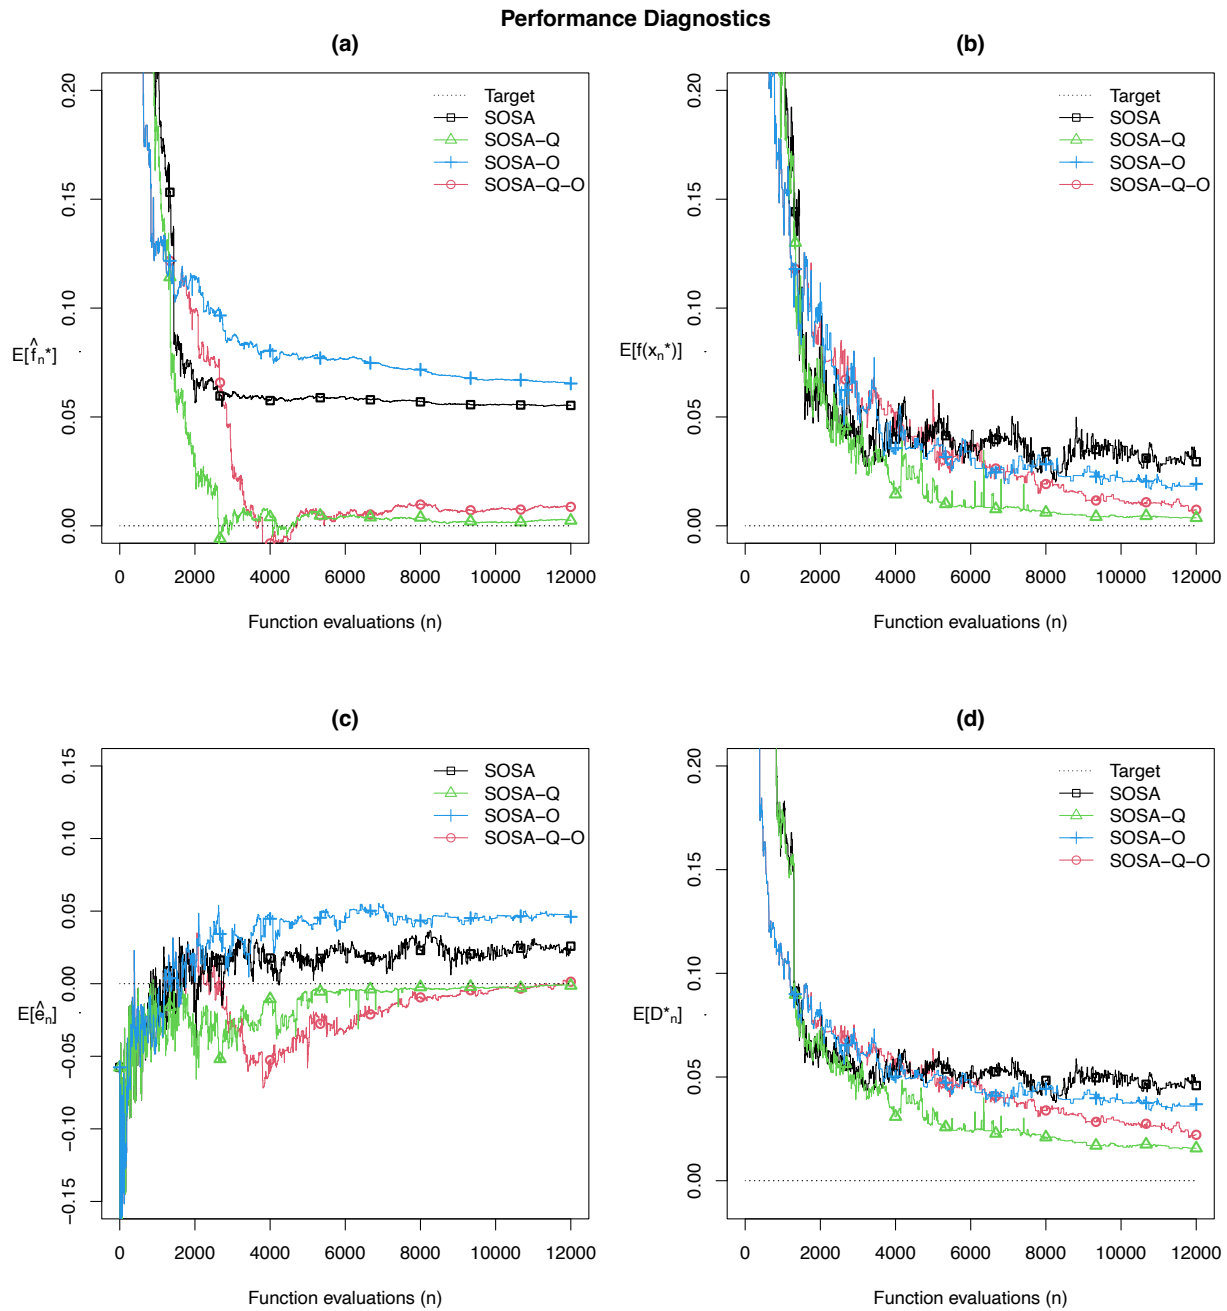 Performance Diagnostics
(a)
0.20
0.15
0.10
0.05
0.00
E[f̂n*]
Target
SOSA
SOSA−Q
SOSA−O
SOSA−Q−O
0 2000 4000 6000 8000 10000 12000
Function evaluations (n)
(b)
0.20
0.15
0.10
0.05
0.00
E[f(xn*)]
Target
SOSA
SOSA−Q
SOSA−O
SOSA−Q−O
0 2000 4000 6000 8000 10000 12000
Function evaluations (n)
(c)
0.15
0.10
0.05
0.00
−0.05
−0.10
−0.15
E[ên]
SOSA
SOSA−Q
SOSA−O
SOSA−Q−O
0 2000 4000 6000 8000 10000 12000
Function evaluations (n)
(d)
0.20
0.15
0.10
0.05
0.00
E[D*n]
Target
SOSA
SOSA−Q
SOSA−O
SOSA−Q−O
0 2000 4000 6000 8000 10000 12000
Function evaluations (n)